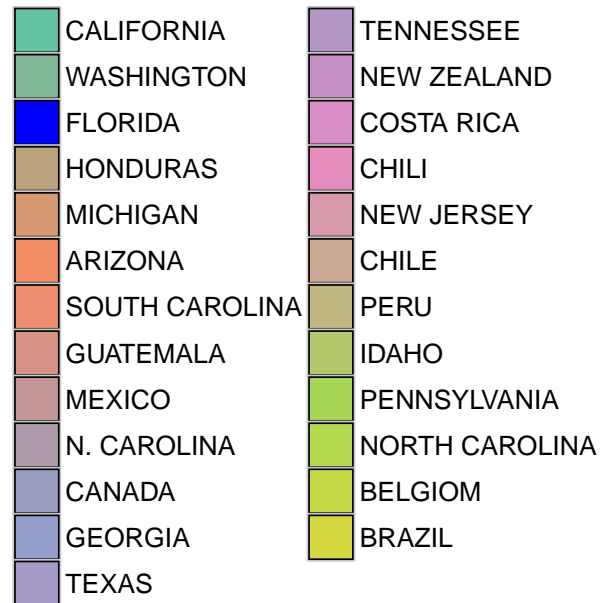 CALIFORNIA
WASHINGTON
FLORIDA
HONDURAS
MICHIGAN
ARIZONA
SOUTH CAROLINA
GUATEMALA
MEXICO
N. CAROLINA
CANADA
GEORGIA
TEXAS
TENNESSEE
NEW ZEALAND
COSTA RICA
CHILI
NEW JERSEY
CHILE
PERU
IDAHO
PENNSYLVANIA
NORTH CAROLINA
BELGIOM
BRAZIL